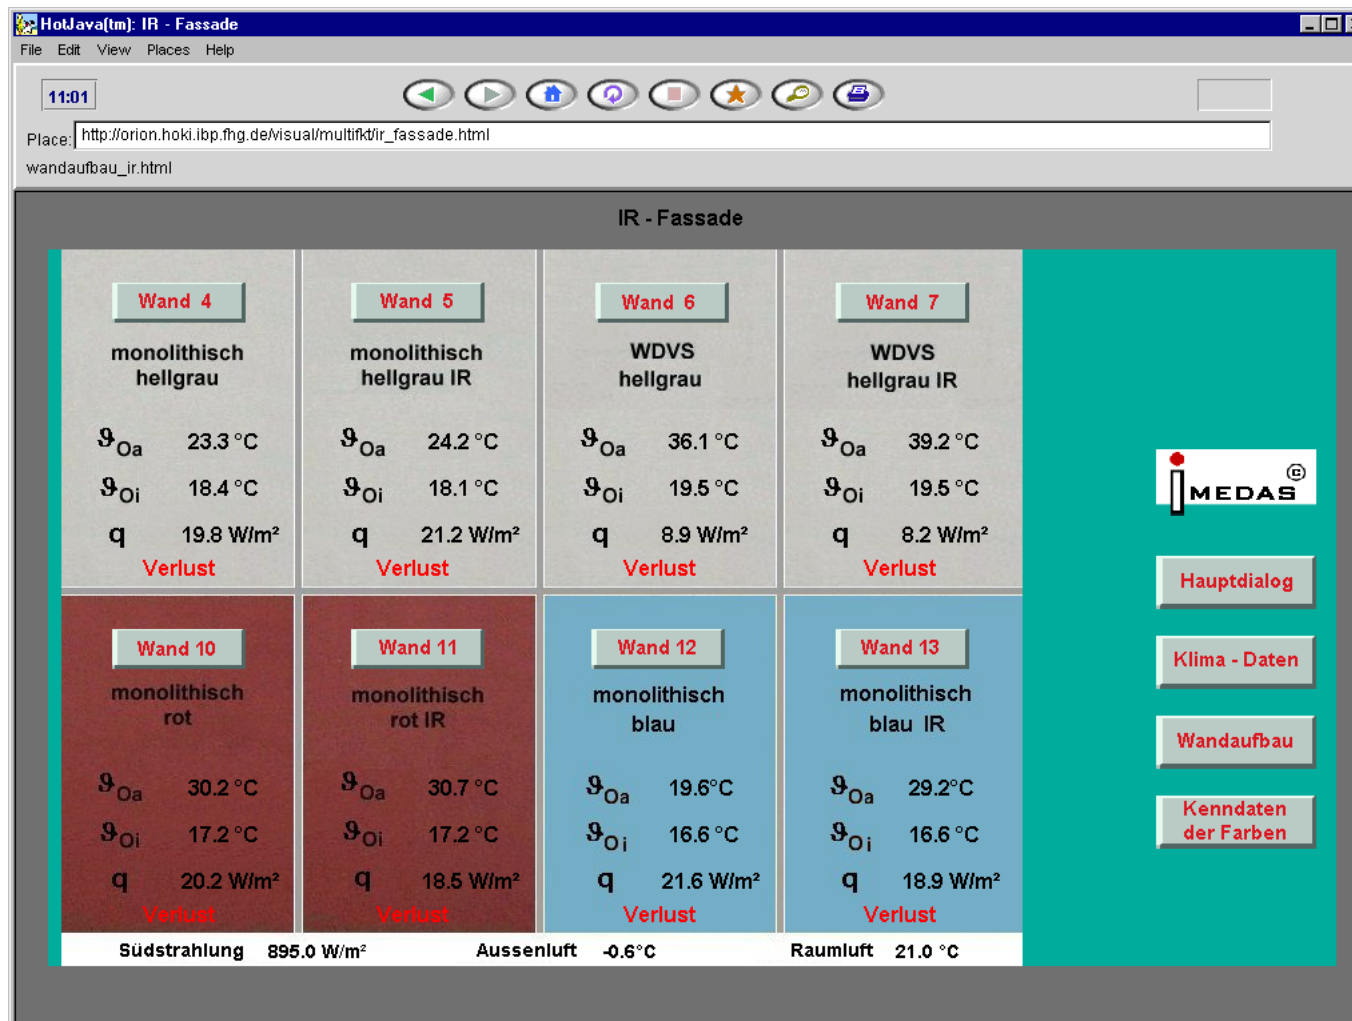 HotJava(tm): IR - Fassade
File Edit View Places Help
11:01
Place: http://orion.hoki.ibp.fhg.de/visual/multifkt/ir_fassade.html
wandaufbau_ir.html
IR - Fassade
Wand 4 Wand 5 Wand 6 Wand 7
monolithisch monolithisch WDVS WDVS
hellgrau hellgrau IR hellgrau hellgrau IR
ϑOa 23.3 °C ϑOa 24.2 °C ϑOa 36.1 °C ϑOa 39.2 °C
ϑOi 18.4 °C ϑOi 18.1 °C ϑOi 19.5 °C ϑOi 19.5 °C
q 19.8 W/m² q 21.2 W/m² q 8.9 W/m² q 8.2 W/m²
Verlust Verlust Verlust Verlust
Wand 10 Wand 11 Wand 12 Wand 13
monolithisch monolithisch monolithisch monolithisch
rot rot IR blau blau IR
ϑOa 30.2 °C ϑOa 30.7 °C ϑOa 19.6°C ϑOa 29.2°C
ϑOi 17.2 °C ϑOi 17.2 °C ϑOi 16.6 °C ϑOi 16.6 °C
q 20.2 W/m² q 18.5 W/m² q 21.6 W/m² q 18.9 W/m²
Verlust Verlust Verlust Verlust
Südstrahlung 895.0 W/m² Aussenluft -0.6°C Raumluft 21.0 °C
iMEDAS ©
Hauptdialog
Klima - Daten
Wandaufbau
Kenndaten
der Farben